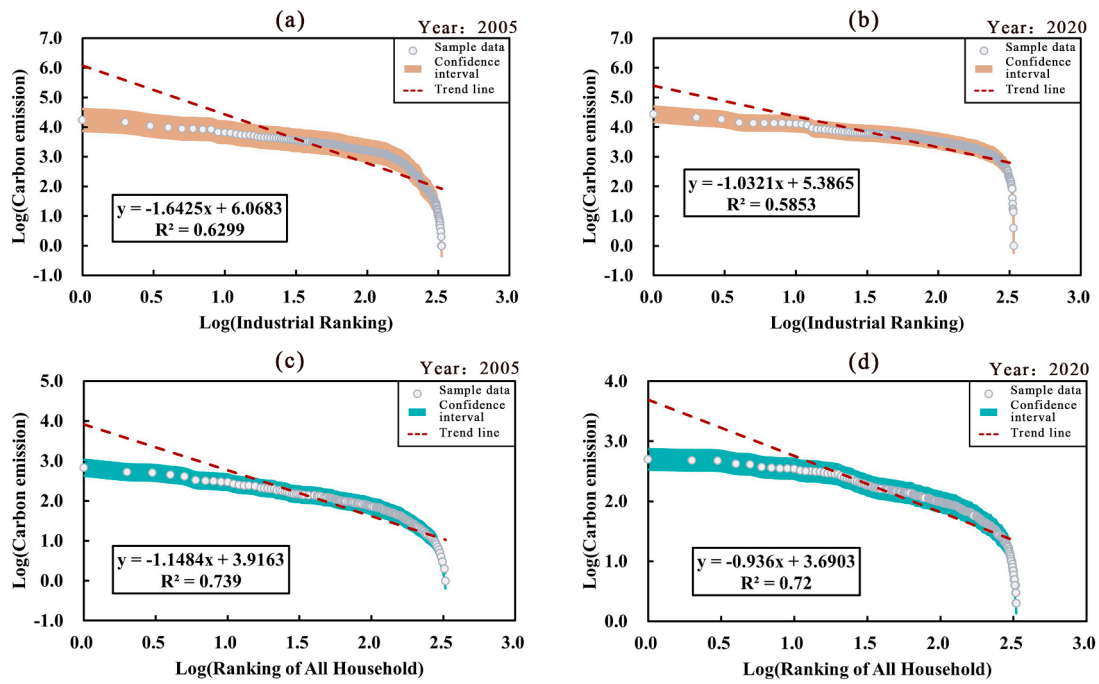 (a)
Year: 2005
7.0
6.0
5.0
4.0
3.0
2.0
1.0
0.0
-1.0
Log(Carbon emission)
Sample data
Confidence
interval
Trend line
y = -1.6425x + 6.0683
R² = 0.6299
0.0 0.5 1.0 1.5 2.0 2.5 3.0
Log(Industrial Ranking)
(b)
Year: 2020
7.0
6.0
5.0
4.0
3.0
2.0
1.0
0.0
-1.0
Log(Carbon emission)
Sample data
Confidence
interval
Trend line
y = -1.0321x + 5.3865
R² = 0.5853
0.0 0.5 1.0 1.5 2.0 2.5 3.0
Log(Industrial Ranking)
(c)
Year: 2005
5.0
4.0
3.0
2.0
1.0
0.0
-1.0
Log(Carbon emission)
Sample data
Confidence
interval
Trend line
y = -1.1484x + 3.9163
R² = 0.739
0.0 0.5 1.0 1.5 2.0 2.5 3.0
Log(Ranking of All Household)
(d)
Year: 2020
4.0
3.0
2.0
1.0
0.0
Log(Carbon emission)
Sample data
Confidence
interval
Trend line
y = -0.936x + 3.6903
R² = 0.72
0.0 0.5 1.0 1.5 2.0 2.5 3.0
Log(Ranking of All Household)